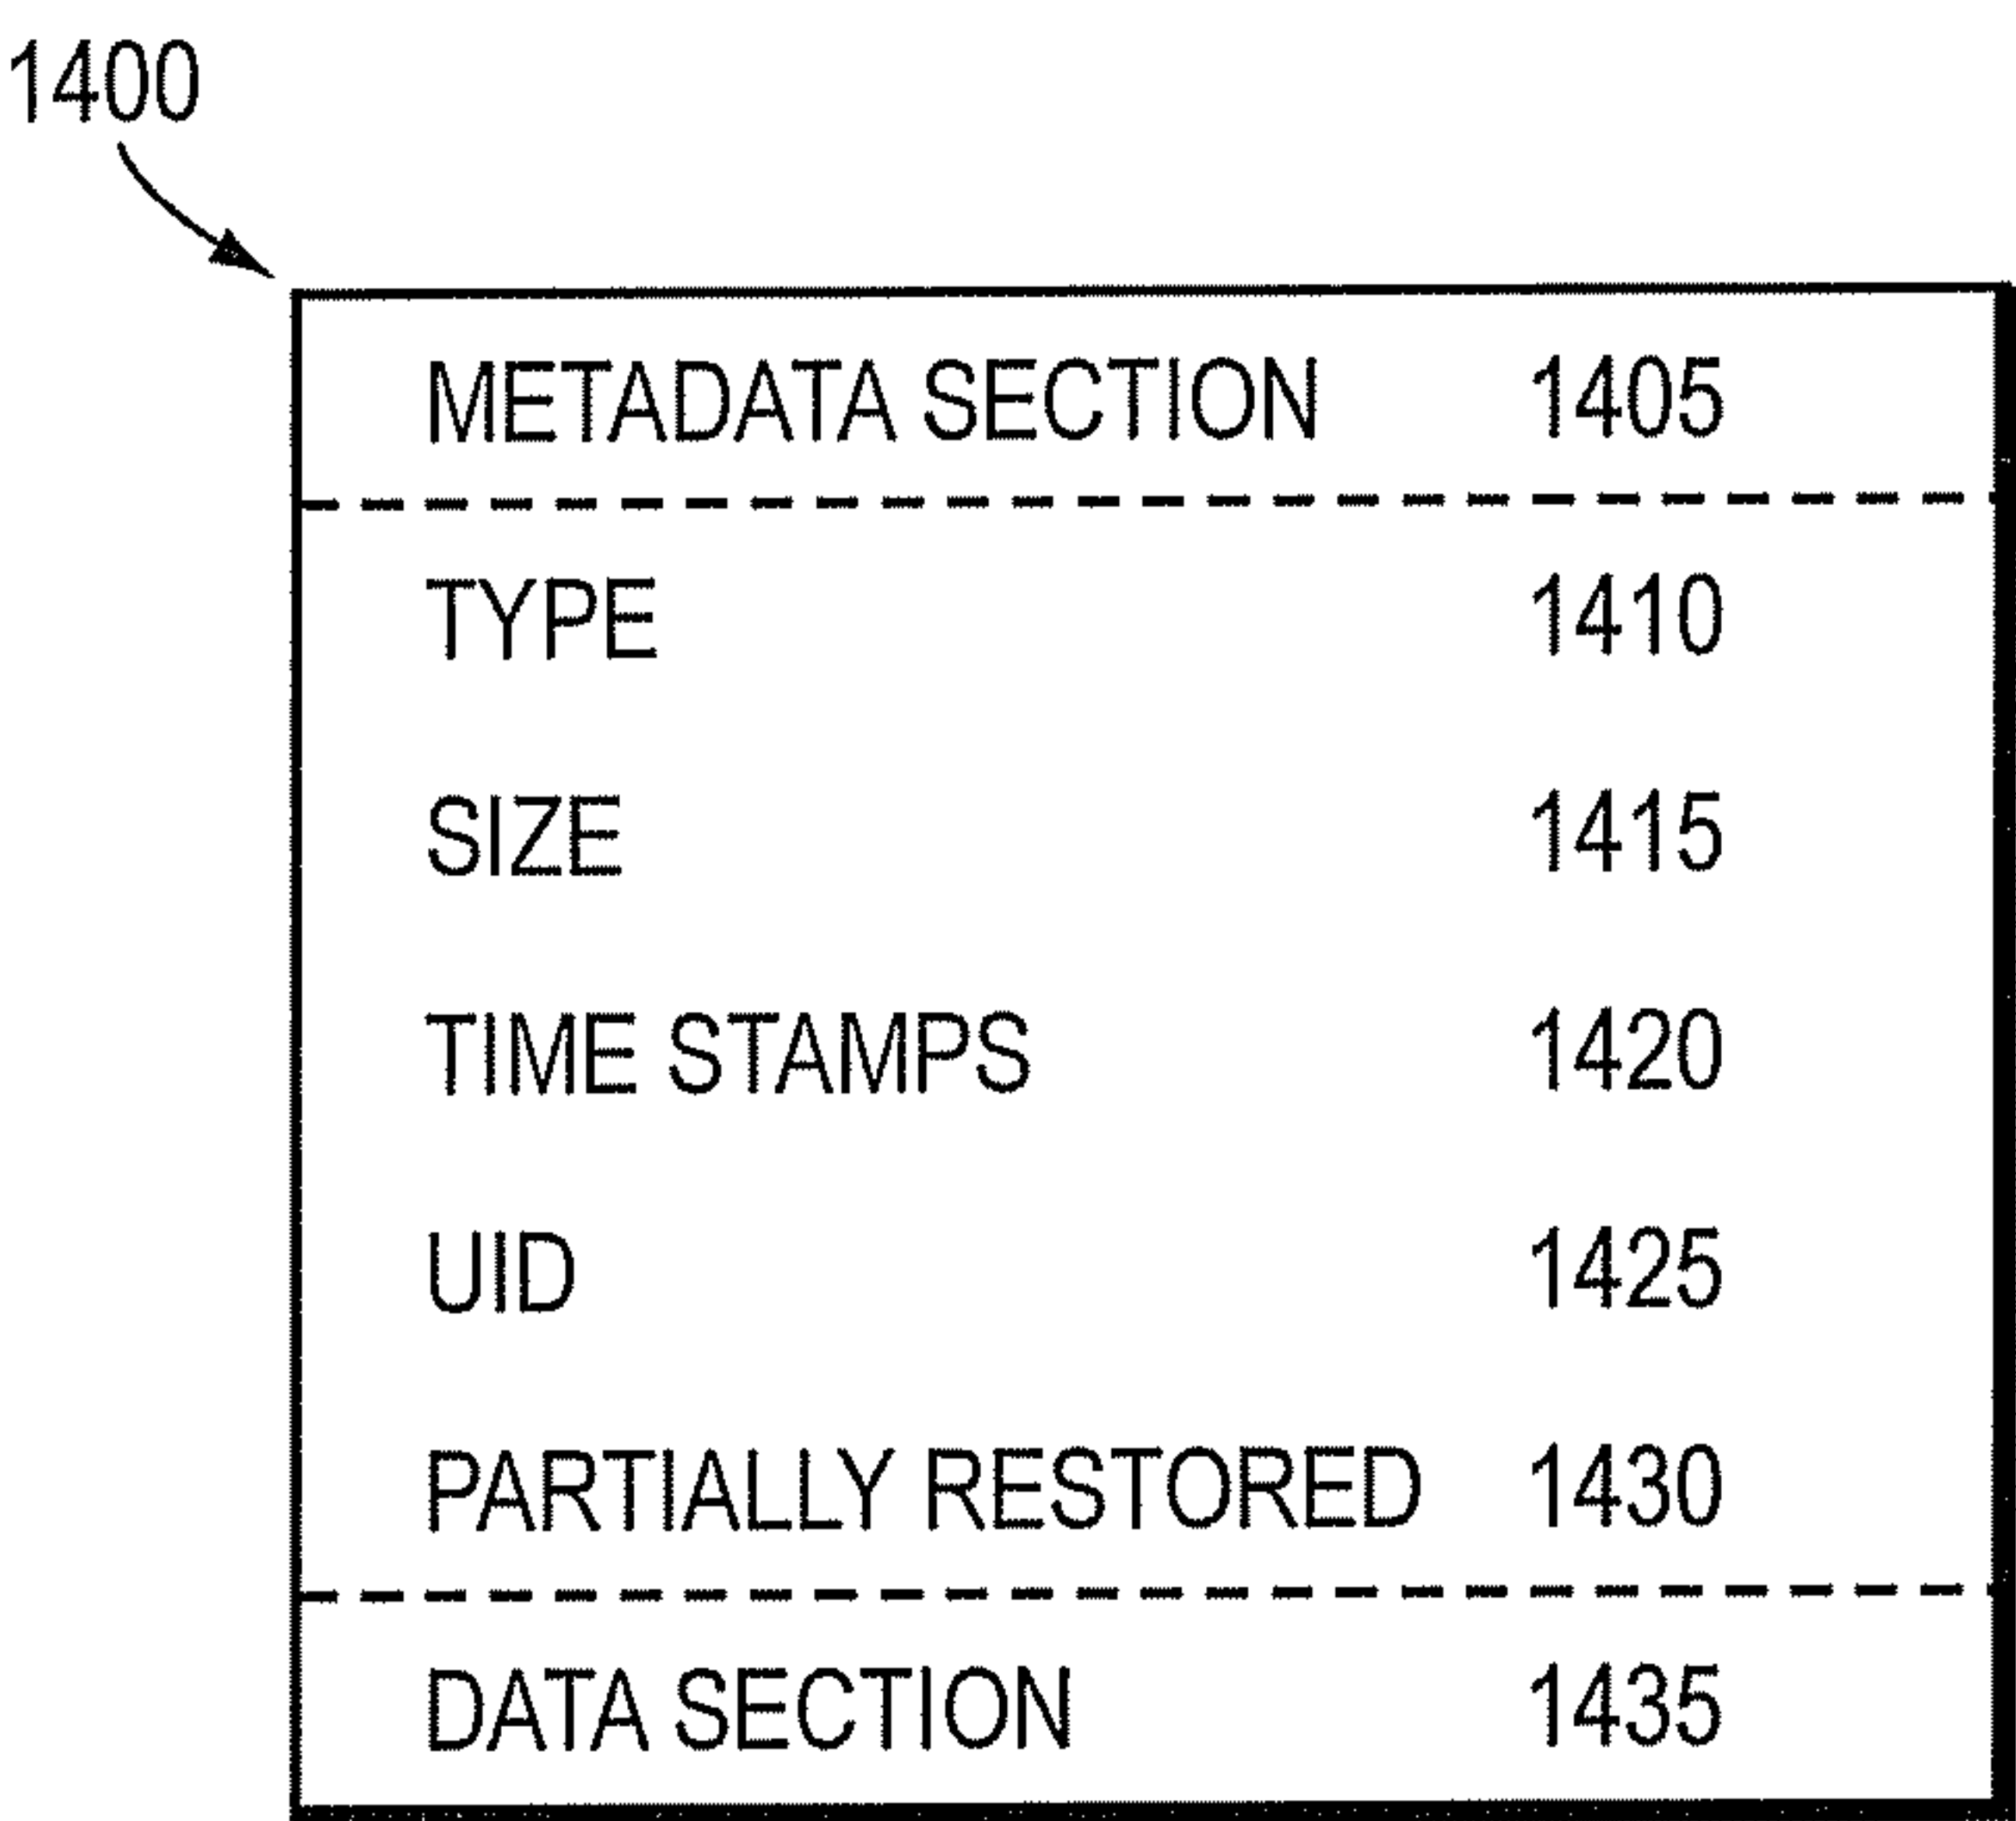 1400
METADATA SECTION 1405
TYPE 1410
SIZE 1415
TIME STAMPS 1420
UID 1425
PARTIALLY RESTORED 1430
DATA SECTION 1435